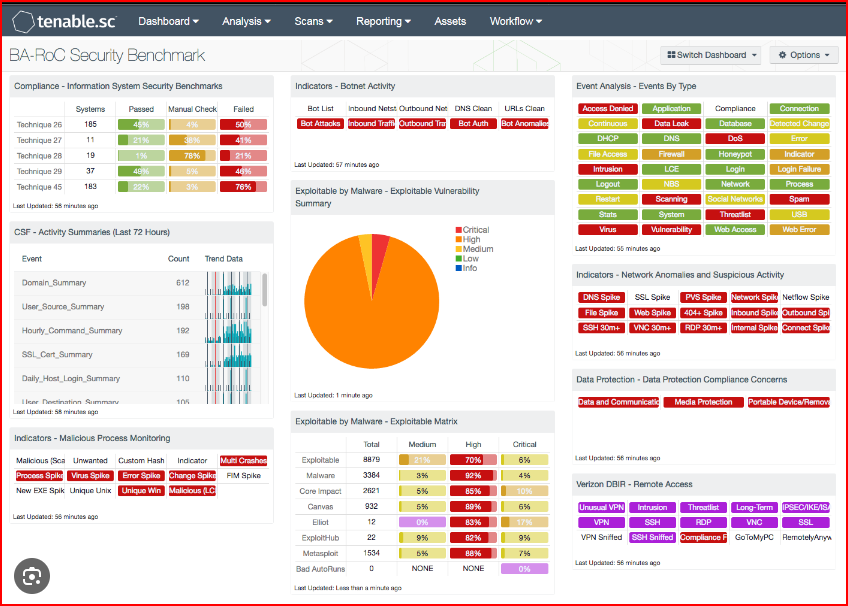 tenable.sc
Dashboard Analysis Scans Reporting Assets Workflow
BA-RoC Security Benchmark
Switch Dashboard Options
Compliance - Information System Security Benchmarks
Systems Passed Manual Check Failed
Technique 26 185 45% 4% 50%
Technique 27 11 21% 38% 41%
Technique 28 19 1% 78% 21%
Technique 29 37 48% 5% 46%
Technique 45 183 22% 3% 76%
Last Updated: 56 minutes ago
CSF - Activity Summaries (Last 72 Hours)
Event Count Trend Data
Domain_Summary 612
User_Source_Summary 198
Hourly_Command_Summary 192
SSL_Cert_Summary 169
Daily_Host_Login_Summary 110
User_Destination_Summary 105
Last Updated: 58 minutes ago
Indicators - Malicious Process Monitoring
Malicious (Sca Unwanted Custom Hash Indicator Multi Crashes
Process Spike Virus Spike Error Spike Change Spike FIM Spike
New EXE Spik Unique Unix Unique Win Malicious (LC
Last Updated: 56 minutes ago
Indicators - Botnet Activity
Bot List Inbound Netst Outbound Net DNS Clean URLs Clean
Bot Attacks Inbound Traffi Outbound Tra Bot Auth Bot Anomalies
Last Updated: 57 minutes ago
Exploitable by Malware - Exploitable Vulnerability
Summary
Critical
High
Medium
Low
Info
Last Updated: 1 minute ago
Exploitable by Malware - Exploitable Matrix
Total Medium High Critical
Exploitable 8879 21% 70% 6%
Malware 3384 3% 92% 4%
Core Impact 2621 5% 85% 10%
Canvas 932 5% 89% 6%
Elliot 12 0% 83% 17%
ExploitHub 22 9% 82% 9%
Metasploit 1534 5% 88% 7%
Bad AutoRuns 0 NONE NONE 0%
Last Updated: Less than a minute ago
Event Analysis - Events By Type
Access Denied Application Compliance Connection
Continuous Data Leak Database Detected Change
DHCP DNS DoS Error
File Access Firewall Honeypot Indicator
Intrusion LCE Login Login Failure
Logout NBS Network Process
Restart Scanning Social Networks Spam
Stats System Threatlist USB
Virus Vulnerability Web Access Web Error
Last Updated: 55 minutes ago
Indicators - Network Anomalies and Suspicious Activity
DNS Spike SSL Spike PVS Spike Network Spik Netflow Spike
File Spike Web Spike 404+ Spike Inbound Spike Outbound Spi
SSH 30m+ VNC 30m+ RDP 30m+ Internal Spike Connect Spike
Last Updated: 56 minutes ago
Data Protection - Data Protection Compliance Concerns
Data and Communicatio Media Protection Portable Device/Remova
Last Updated: 56 minutes ago
Verizon DBIR - Remote Access
Unusual VPN Intrusion Threatlist Long-Term IPSEC/IKE/ISA
VPN SSH RDP VNC SSL
VPN Sniffed SSH Sniffed Compliance F GoToMyPC RemotelyAnyw
Last Updated: 56 minutes ago